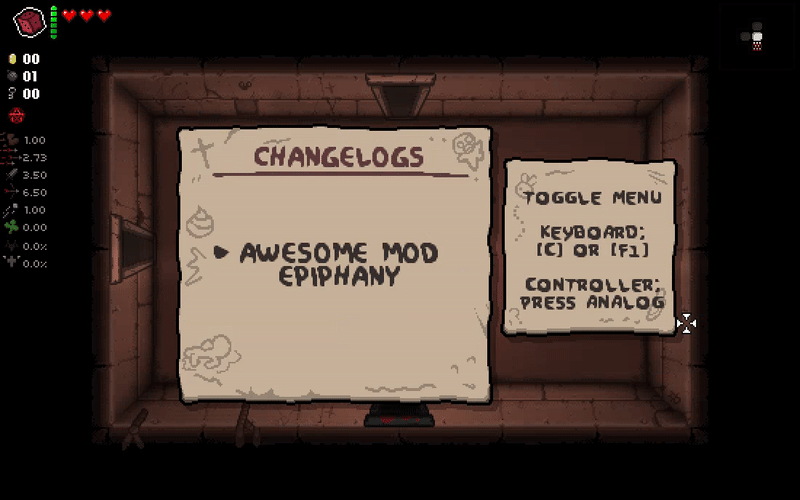 00
01
00
1.00
-2.73
3.50
6.50
1.00
0.00
0.0%
0.0%
CHANGELOGS
AWESOME MOD
EPIPHANY
TOGGLE MENU
KEYBOARD:
[C] OR [F1]
CONTROLLER:
PRESS ANALOG